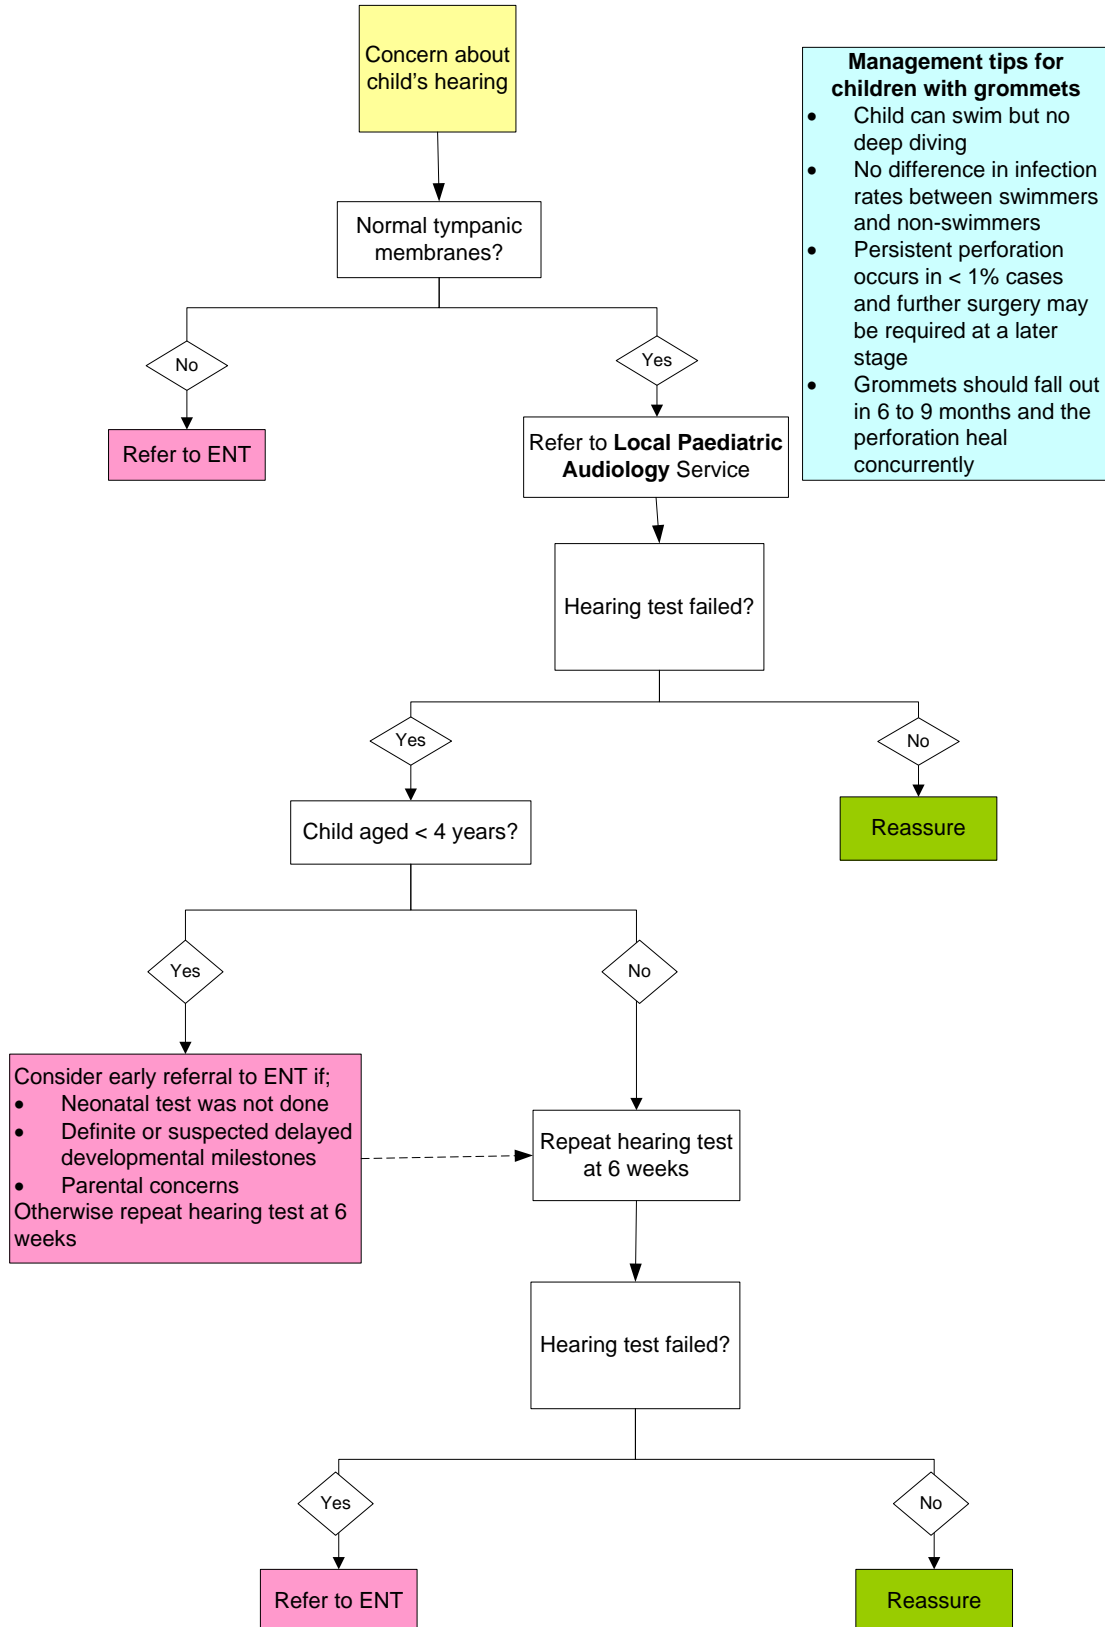 Concern about
child's hearing
Management tips for
children with grommets
• Child can swim but no
deep diving
• No difference in infection
rates between swimmers
and non-swimmers
• Persistent perforation
occurs in < 1% cases
and further surgery may
be required at a later
stage
• Grommets should fall out
in 6 to 9 months and the
perforation heal
concurrently
Normal tympanic
membranes?
No
Yes
Refer to ENT
Refer to Local Paediatric
Audiology Service
Hearing test failed?
Yes
No
Child aged < 4 years?
Reassure
Yes
No
Consider early referral to ENT if;
• Neonatal test was not done
• Definite or suspected delayed
developmental milestones
• Parental concerns
Otherwise repeat hearing test at 6
weeks
Repeat hearing test
at 6 weeks
Hearing test failed?
Yes
No
Refer to ENT
Reassure